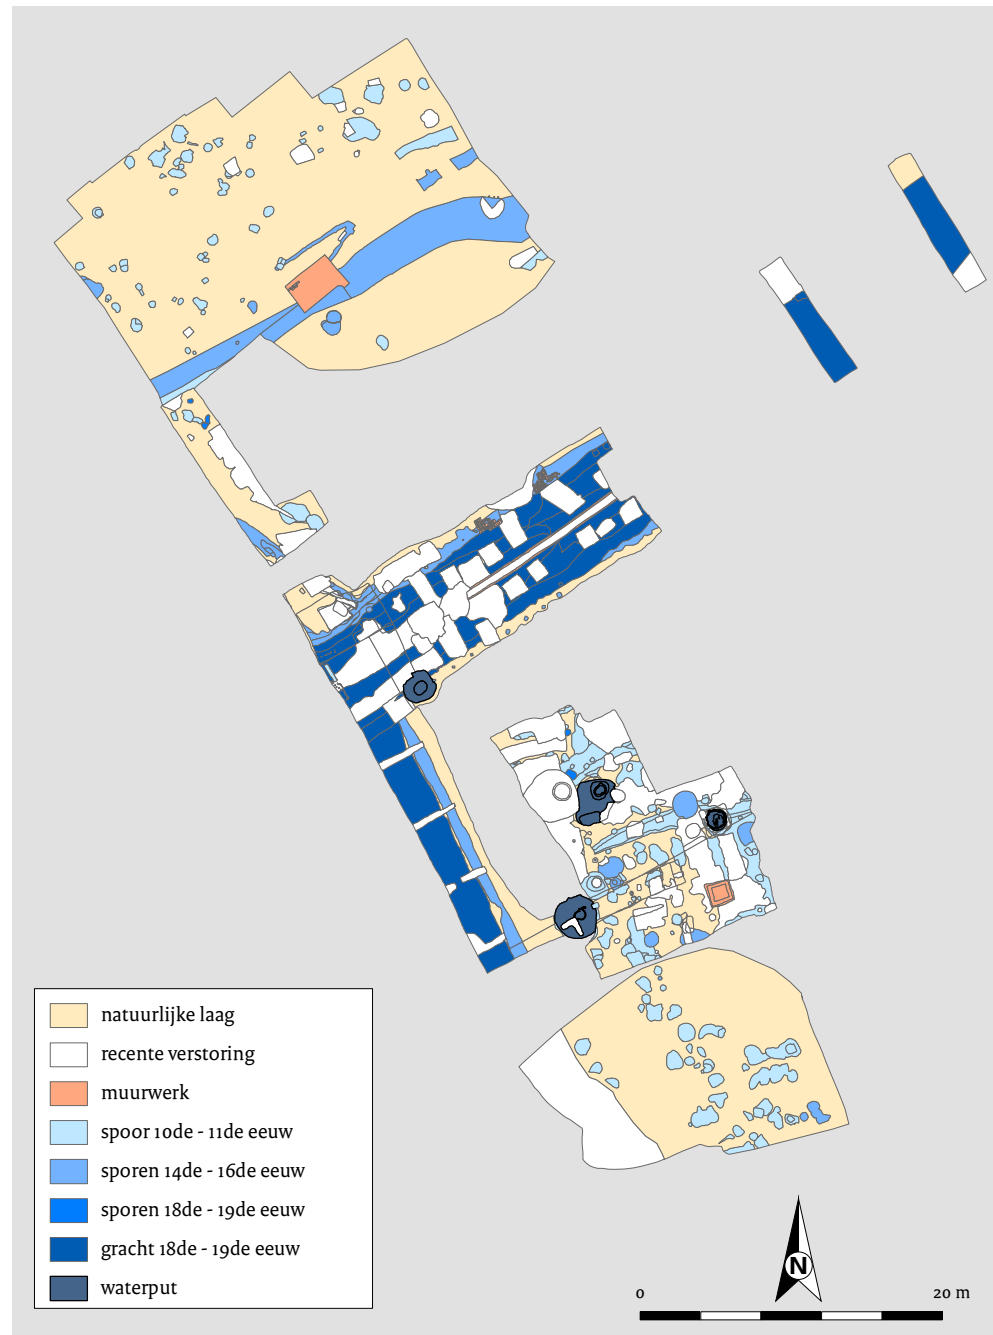 natuurlijke laag
recente verstoring
muurwerk
spoor 10de - 11de eeuw
sporen 14de - 16de eeuw
sporen 18de - 19de eeuw
gracht 18de - 19de eeuw
waterput
N
0 20 m